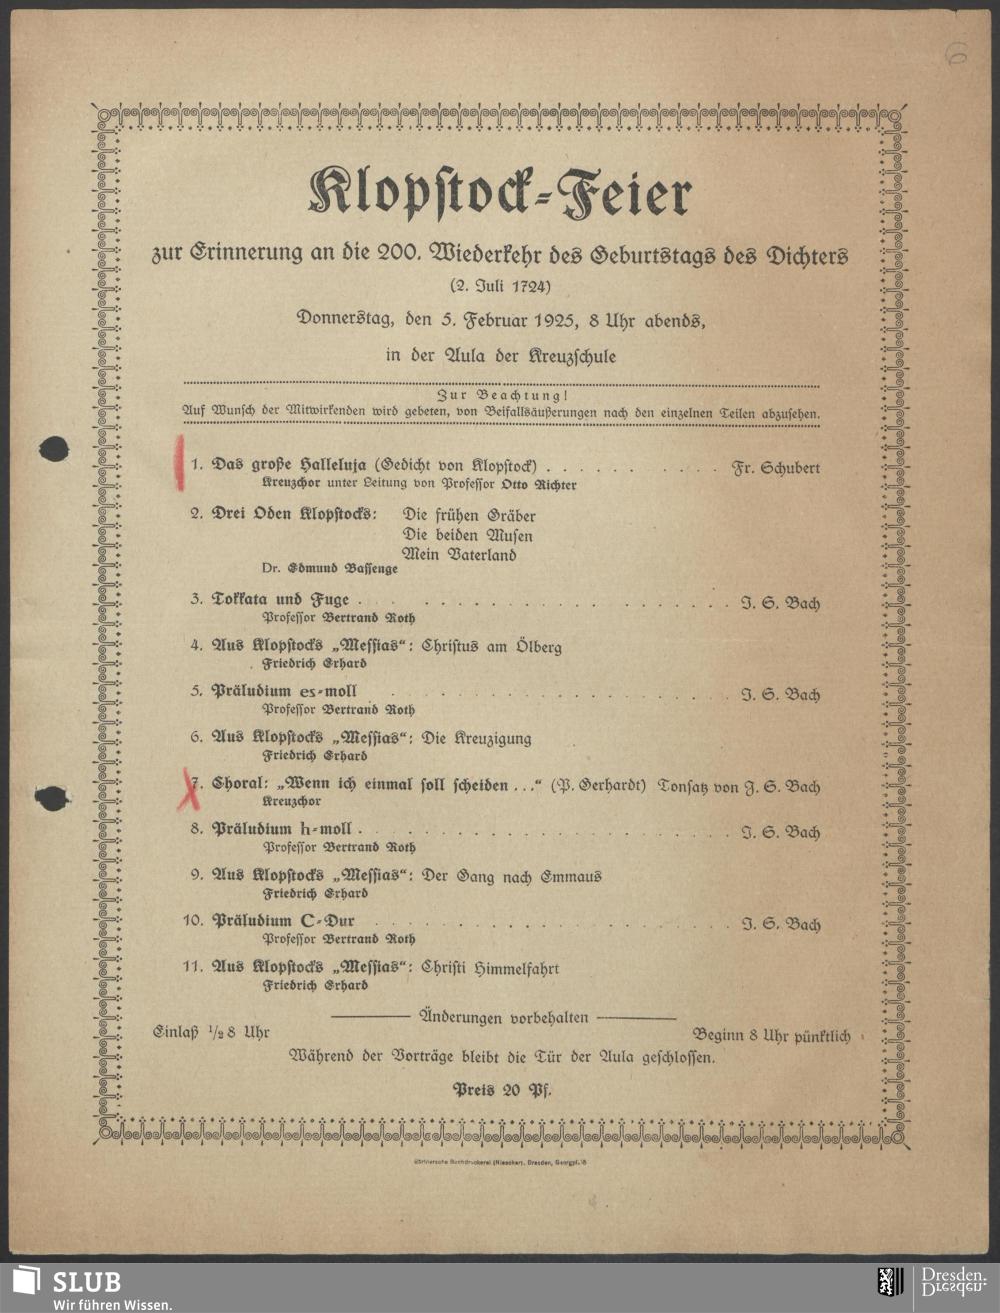 6
Klopstock-Feier
zur Erinnerung an die 200. Wiederkehr des Geburtstags des Dichters
(2. Juli 1724)
Donnerstag, den 5. Februar 1925, 8 Uhr abends,
in der Aula der Kreuzschule
Zur Beachtung!
Auf Wunsch der Mitwirkenden wird gebeten, von Beifallsäußerungen nach den einzelnen Teilen abzusehen.
1. Das große Halleluja (Gedicht von Klopstock) . . . . . . . . . . Fr. Schubert
Kreuzchor unter Leitung von Professor Otto Richter
2. Drei Oden Klopstocks: Die frühen Gräber
Die beiden Musen
Mein Vaterland
Dr. Edmund Bassenge
3. Tokkata und Fuge . . . . . . . . . . . . . . . . . . J. S. Bach
Professor Bertrand Roth
4. Aus Klopstocks „Messias“: Christus am Ölberg
Friedrich Erhard
5. Präludium es-moll . . . . . . . . . . . . . . . . . J. S. Bach
Professor Bertrand Roth
6. Aus Klopstocks „Messias“: Die Kreuzigung
Friedrich Erhard
7. Choral: „Wenn ich einmal soll scheiden ...“ (P. Gerhardt) Tonsatz von J. S. Bach
Kreuzchor
8. Präludium h-moll . . . . . . . . . . . . . . . . . . J. S. Bach
Professor Bertrand Roth
9. Aus Klopstocks „Messias“: Der Gang nach Emmaus
Friedrich Erhard
10. Präludium C-Dur . . . . . . . . . . . . . . . . . J. S. Bach
Professor Bertrand Roth
11. Aus Klopstocks „Messias“: Christi Himmelfahrt
Friedrich Erhard
Änderungen vorbehalten
Einlaß 1/2 8 Uhr Beginn 8 Uhr pünktlich
Während der Vorträge bleibt die Tür der Aula geschlossen.
Preis 20 Pf.
Buchdruckerei (Niescher), Dresden, Georgpl.
SLUB
Wir führen Wissen.
Dresden.
Dresden.